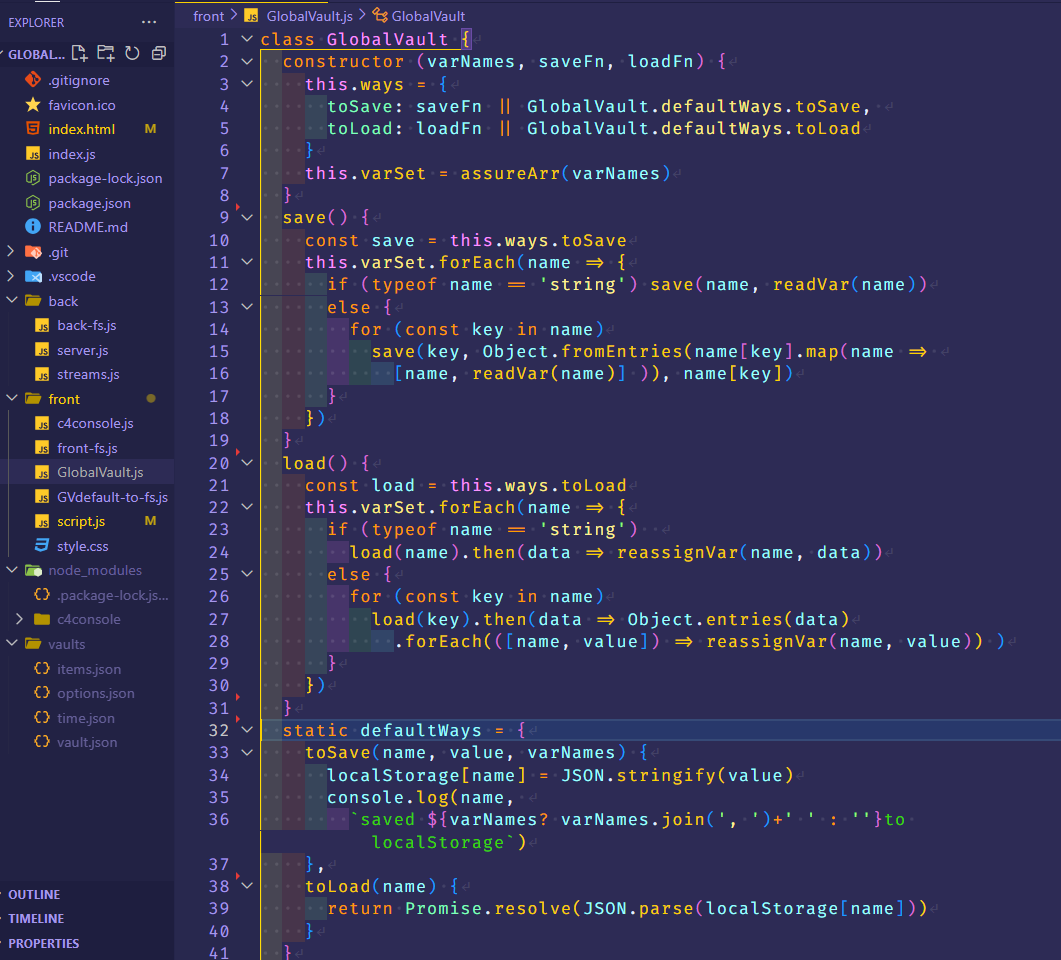 EXPLORER ···
GLOBAL...
.gitignore
favicon.ico
index.html M
index.js
package-lock.json
package.json
README.md
.git
.vscode
back
back-fs.js
server.js
streams.js
front
c4console.js
front-fs.js
GlobalVault.js
GVdefault-to-fs.js
script.js M
style.css
node_modules
.package-lock.js...
c4console
vaults
items.json
options.json
time.json
vault.json
OUTLINE
TIMELINE
PROPERTIES
front > JS GlobalVault.js > GlobalVault
1 class GlobalVault {
2 constructor (varNames, saveFn, loadFn) {
3 this.ways = {
4 toSave: saveFn || GlobalVault.defaultWays.toSave,
5 toLoad: loadFn || GlobalVault.defaultWays.toLoad
6 }
7 this.varSet = assureArr(varNames)
8 }
9 save() {
10 const save = this.ways.toSave
11 this.varSet.forEach(name => {
12 if (typeof name == 'string') save(name, readVar(name))
13 else {
14 for (const key in name)
15 save(key, Object.fromEntries(name[key].map(name =>
16 [name, readVar(name)] )), name[key])
17 }
18 })
19 }
20 load() {
21 const load = this.ways.toLoad
22 this.varSet.forEach(name => {
23 if (typeof name == 'string')
24 load(name).then(data => reassignVar(name, data))
25 else {
26 for (const key in name)
27 load(key).then(data => Object.entries(data)
28 .forEach(([name, value]) => reassignVar(name, value)) )
29 }
30 })
31 }
32 static defaultWays = {
33 toSave(name, value, varNames) {
34 localStorage[name] = JSON.stringify(value)
35 console.log(name,
36 `saved ${varNames? varNames.join(', ')+' ' : ''}to
localStorage`)
37 },
38 toLoad(name) {
39 return Promise.resolve(JSON.parse(localStorage[name]))
40 }
41 }